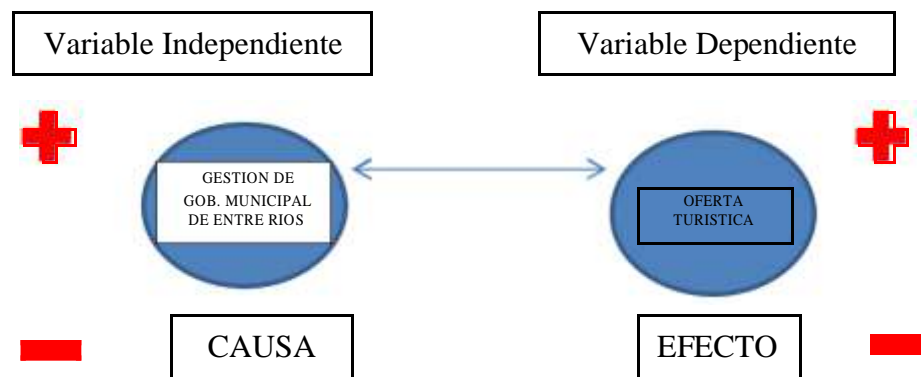 Variable Independiente
Variable Dependiente
GESTION DE
GOB. MUNICIPAL
DE ENTRE RIOS
OFERTA
TURISTICA
CAUSA
EFECTO